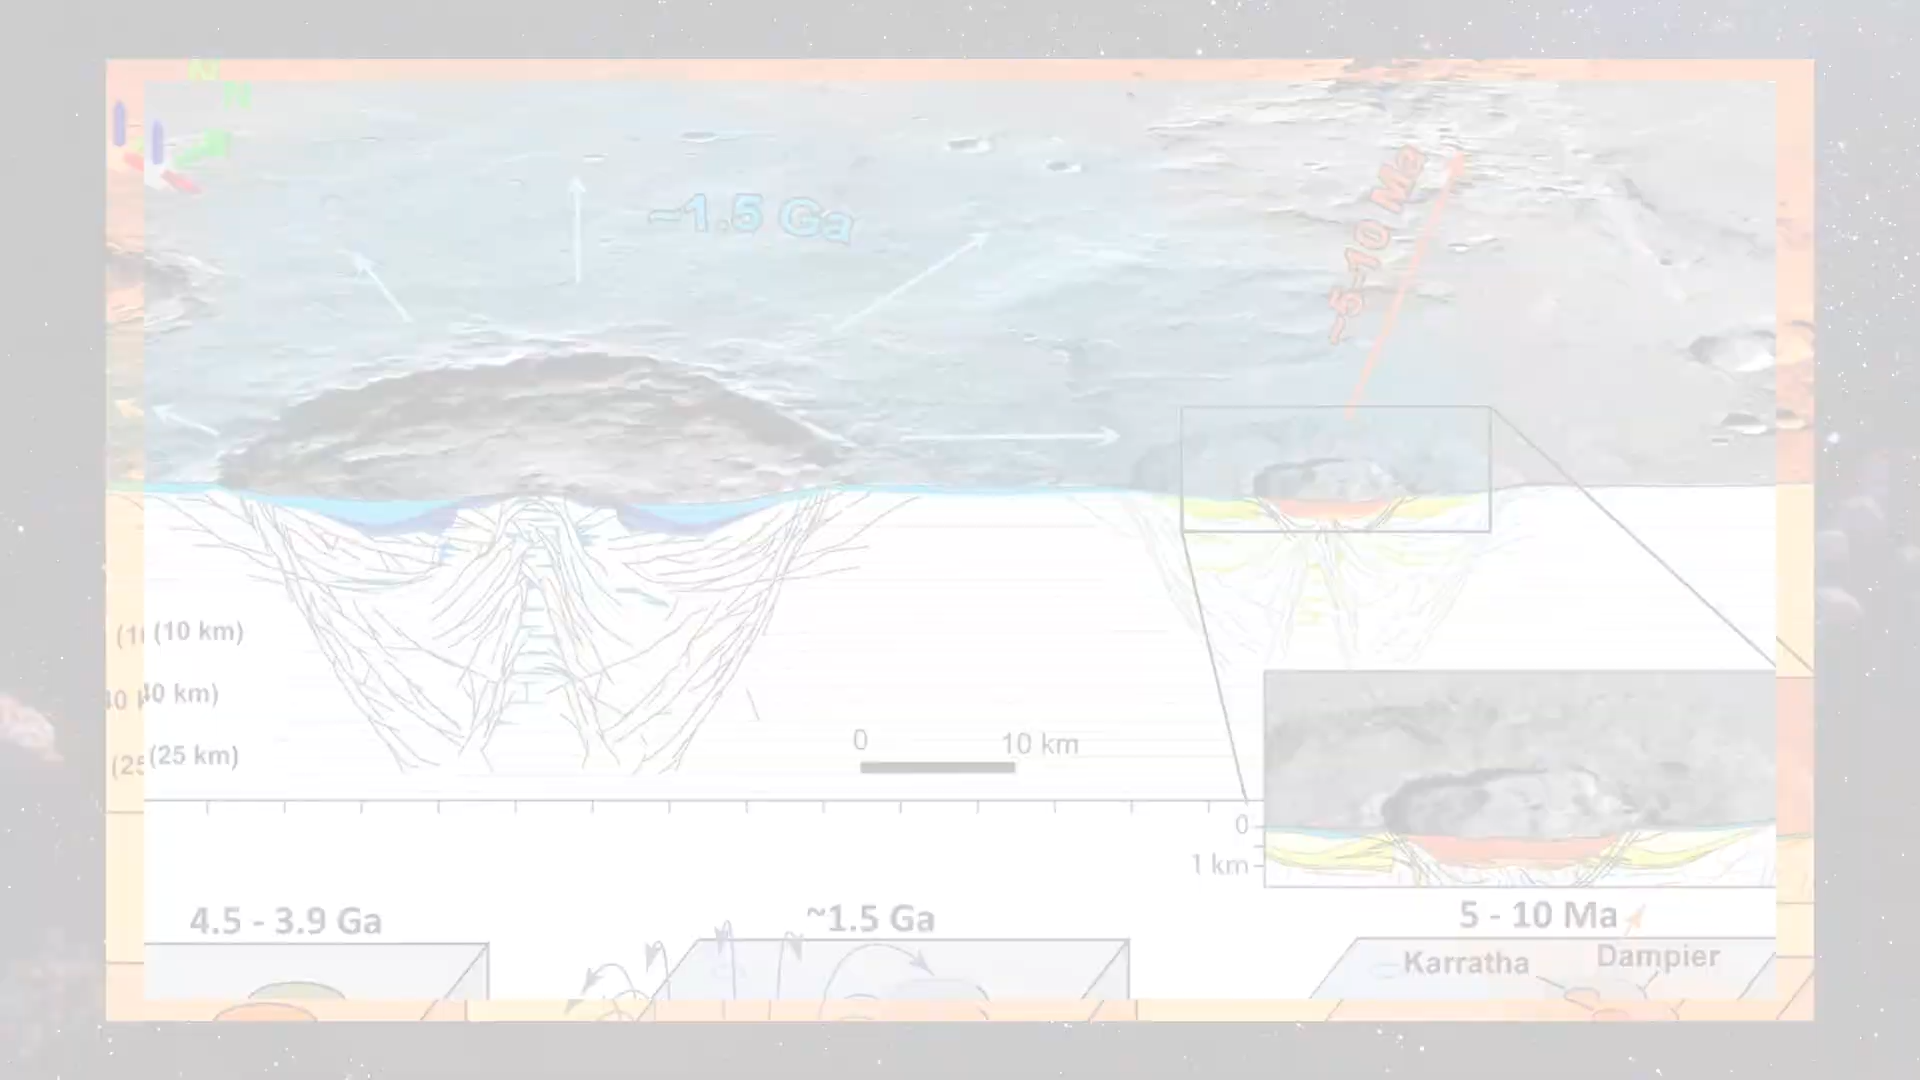 N
N
~1.5 Ga
~5-10 Ma
(10 km)
40 km)
(25 km)
0
10 km
0
1 km
4.5 - 3.9 Ga
~1.5 Ga
5 - 10 Ma
Karratha
Dampier